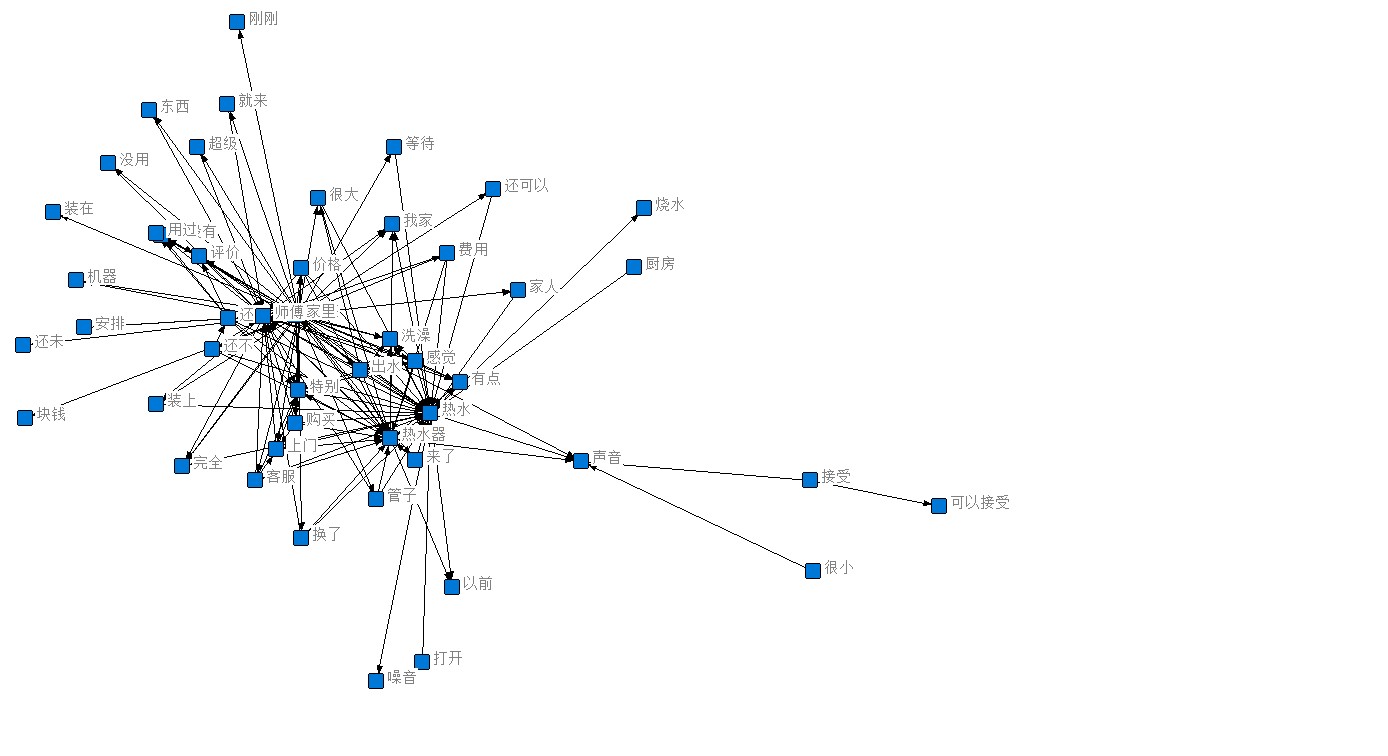 刚刚
就来
东西
超级
等待
没用
还可以
很大
烧水
装在
我家
用过
有
评价
费用
价格
厨房
机器
家人
师傅
家里
还
安排
还未
洗澡
还不
感觉
出水
有点
特别
装上
热水
块钱
购买
热水器
上门
来了
声音
完全
客服
接受
管子
可以接受
换了
很小
以前
打开
噪音